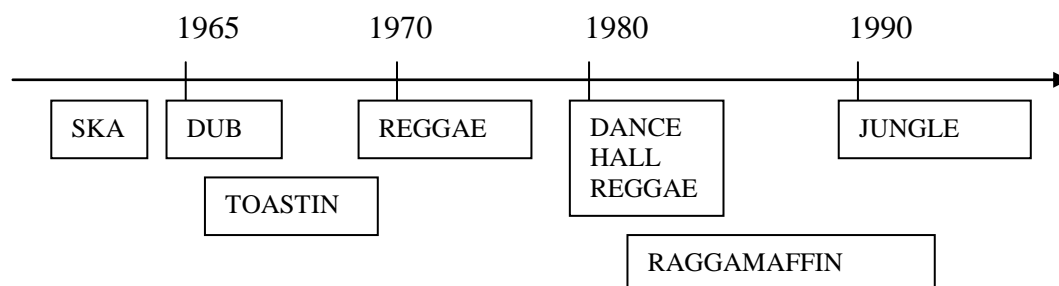 1965 1970 1980 1990
SKA DUB REGGAE DANCE JUNGLE
HALL
REGGAE
TOASTIN
RAGGAMAFFIN